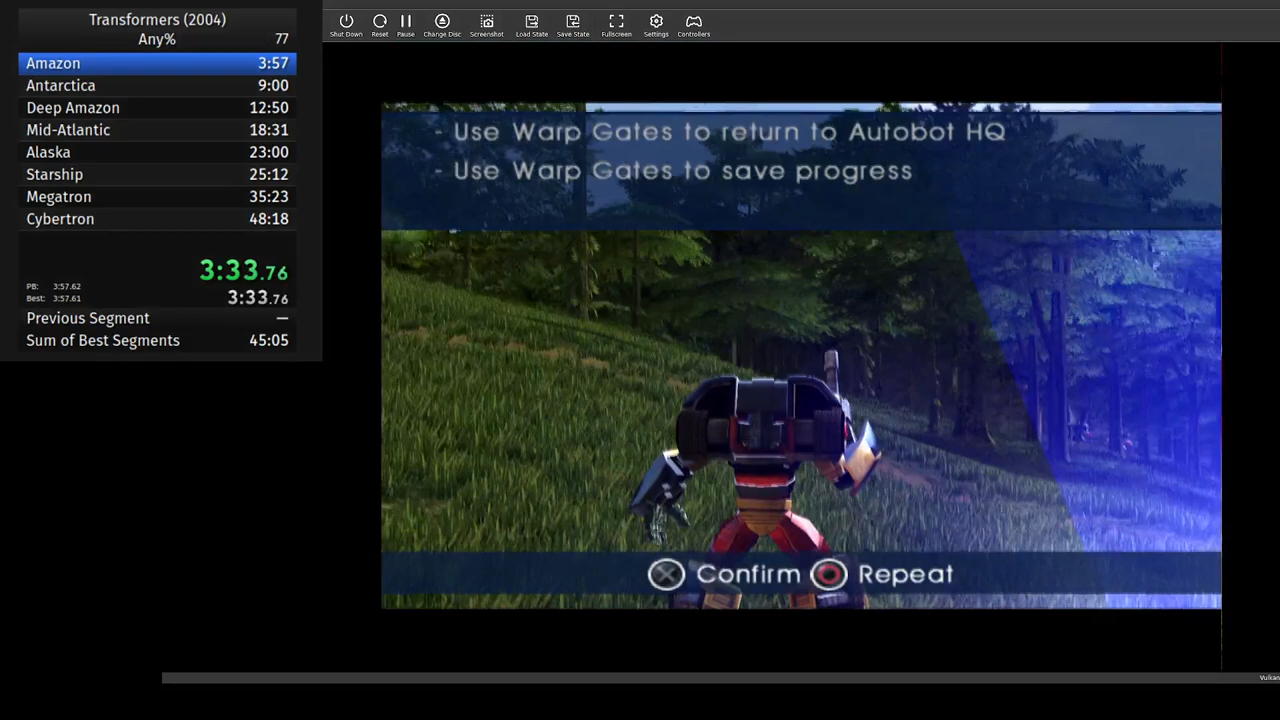 Transformers (2004)
Any% 77
Amazon 3:57
Antarctica 9:00
Deep Amazon 12:50
Mid-Atlantic 18:31
Alaska 23:00
Starship 25:12
Megatron 35:23
Cybertron 48:18
3:33.76
PB: 3:57.62
Best: 3:57.61 3:33.76
Previous Segment —
Sum of Best Segments 45:05
Shut Down Reset Pause Change Disc Screenshot Load State Save State Fullscreen Settings Controllers
- Use Warp Gates to return to Autobot HQ
- Use Warp Gates to save progress
Confirm Repeat
Vulkan